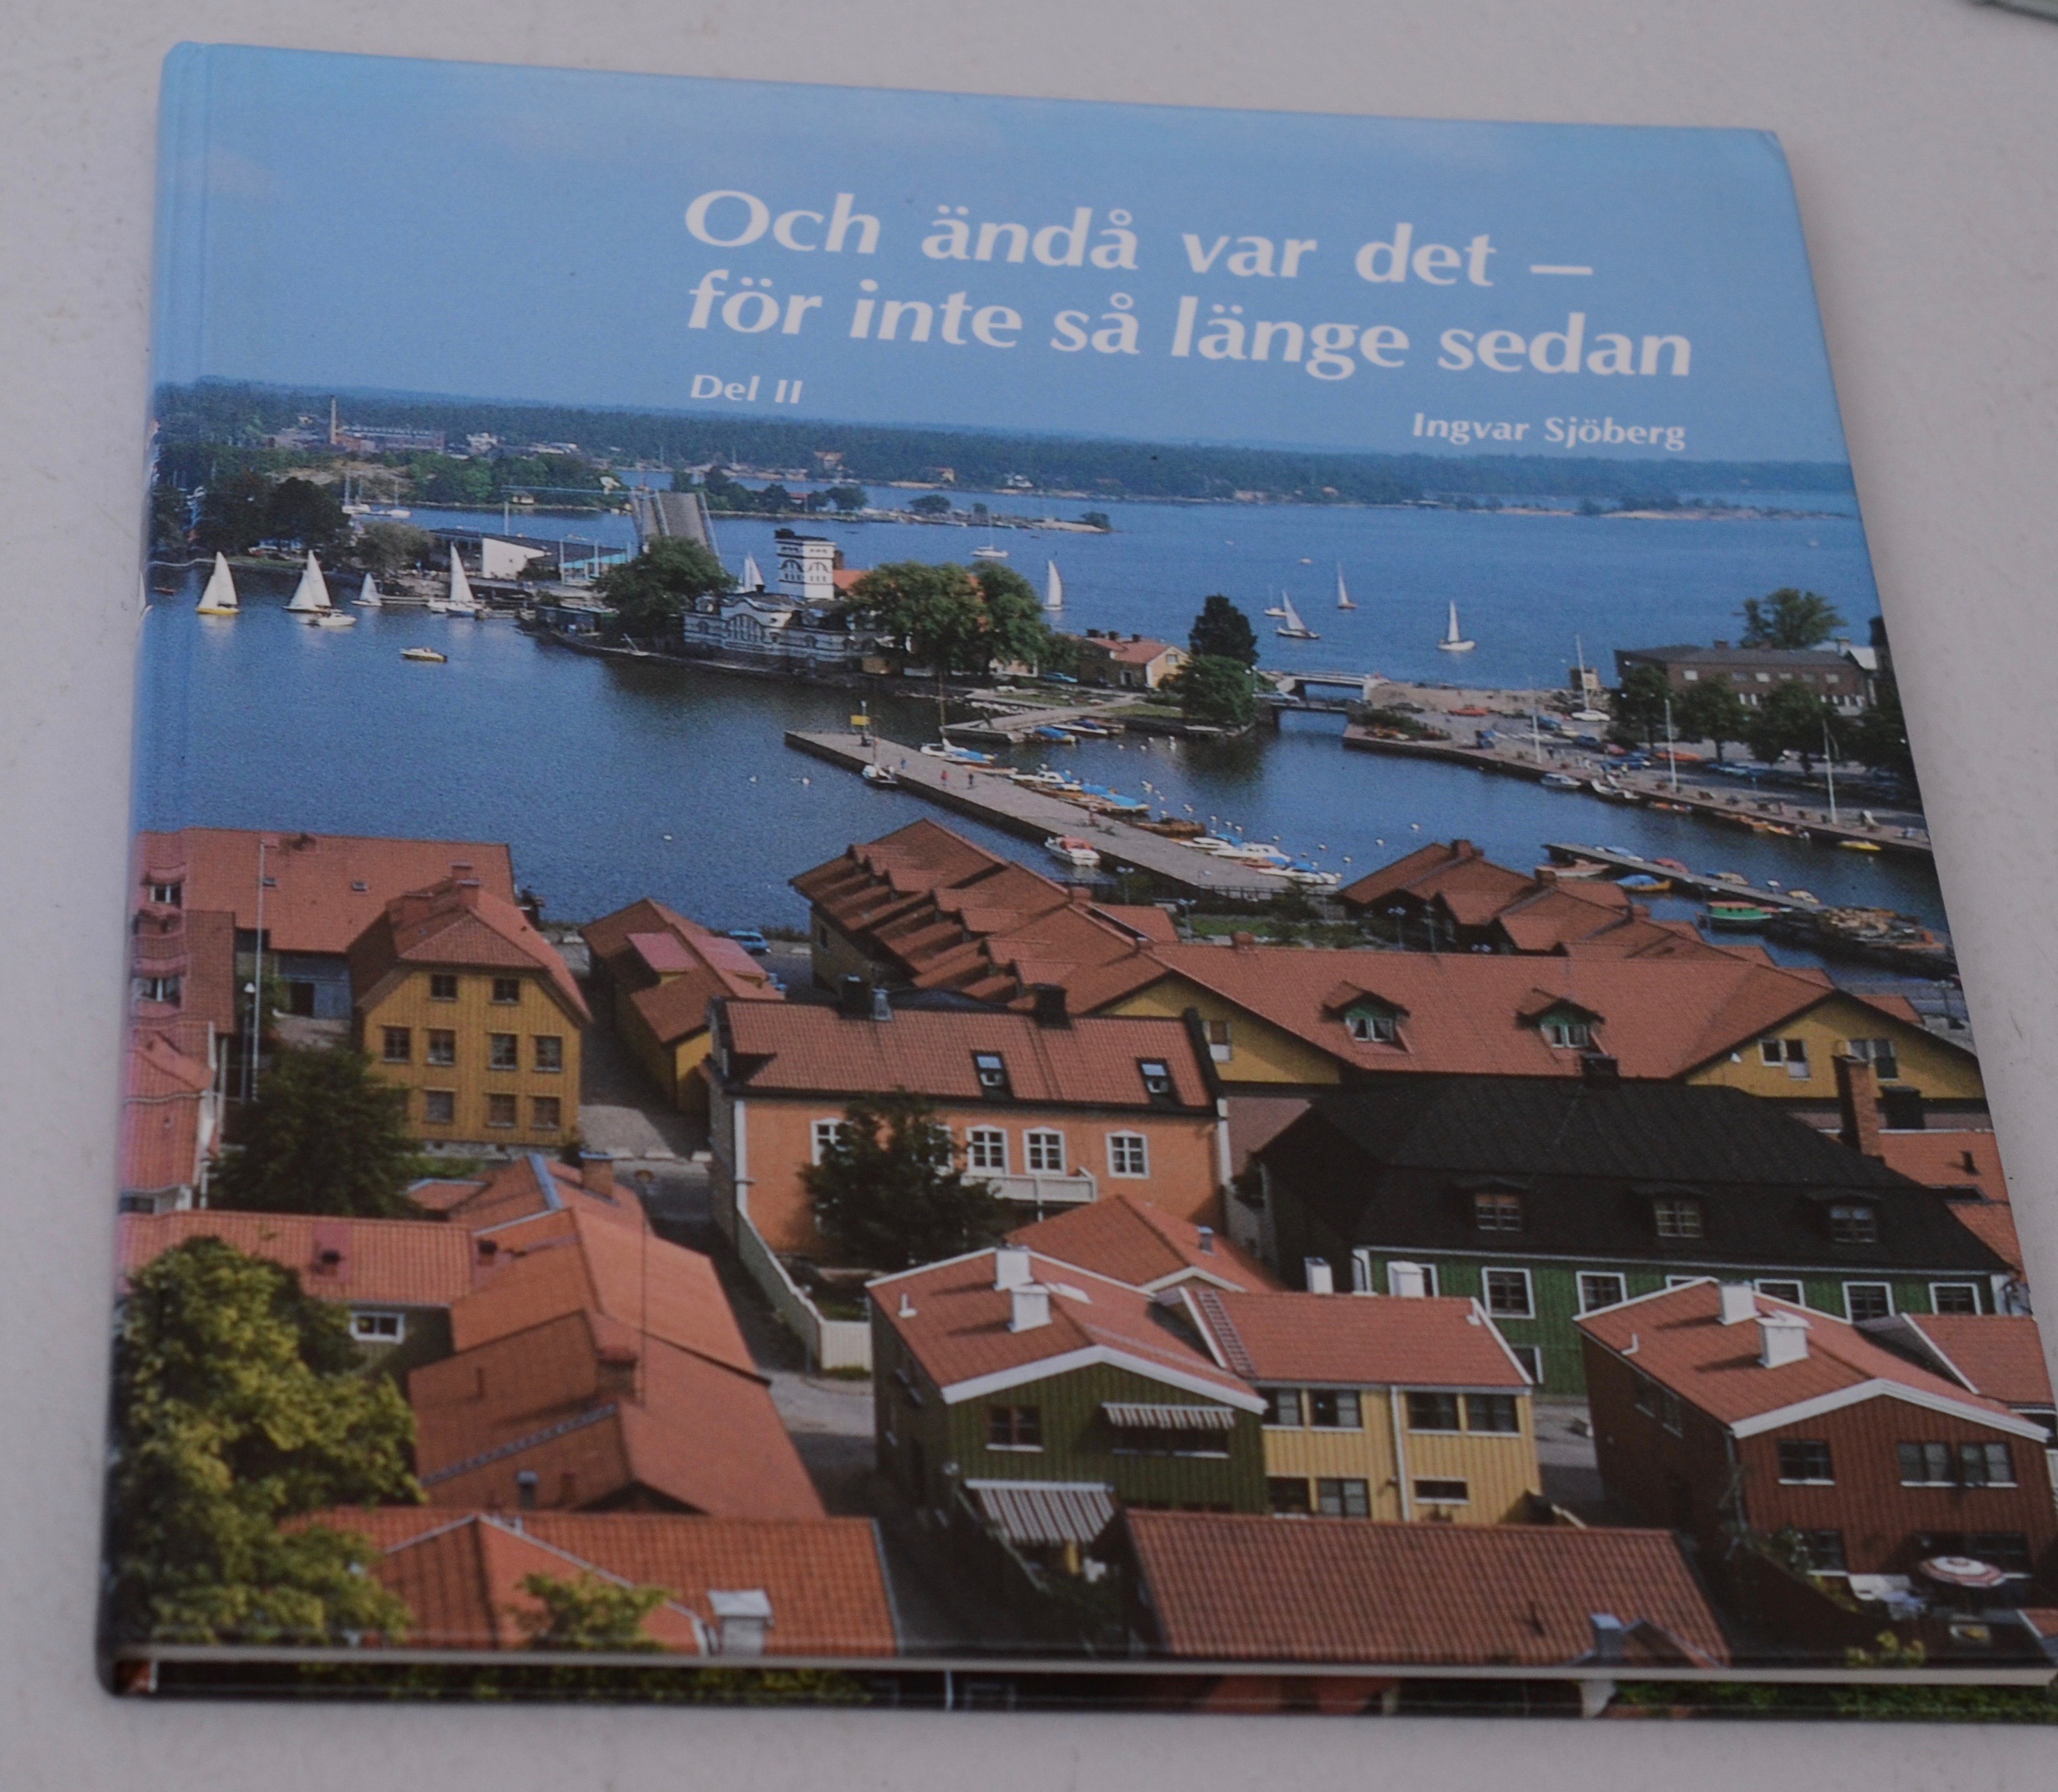 Och ändå var det –
för inte så länge sedan
Del II
Ingvar Sjöberg